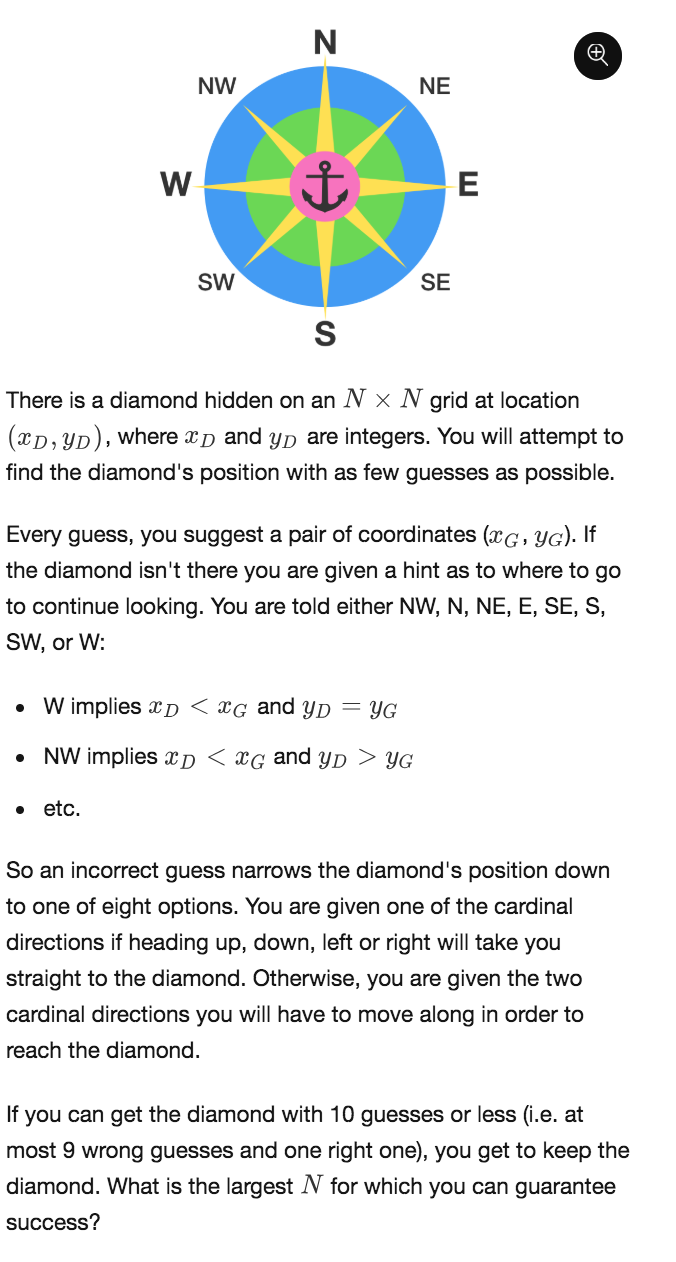 N
NW
NE
W
E
SW
SE
S
There is a diamond hidden on an N × N grid at location
(x_D, y_D), where x_D and y_D are integers. You will attempt to
find the diamond's position with as few guesses as possible.
Every guess, you suggest a pair of coordinates (x_G, y_G). If
the diamond isn't there you are given a hint as to where to go
to continue looking. You are told either NW, N, NE, E, SE, S,
SW, or W:
• W implies x_D < x_G and y_D = y_G
• NW implies x_D < x_G and y_D > y_G
• etc.
So an incorrect guess narrows the diamond's position down
to one of eight options. You are given one of the cardinal
directions if heading up, down, left or right will take you
straight to the diamond. Otherwise, you are given the two
cardinal directions you will have to move along in order to
reach the diamond.
If you can get the diamond with 10 guesses or less (i.e. at
most 9 wrong guesses and one right one), you get to keep the
diamond. What is the largest N for which you can guarantee
success?